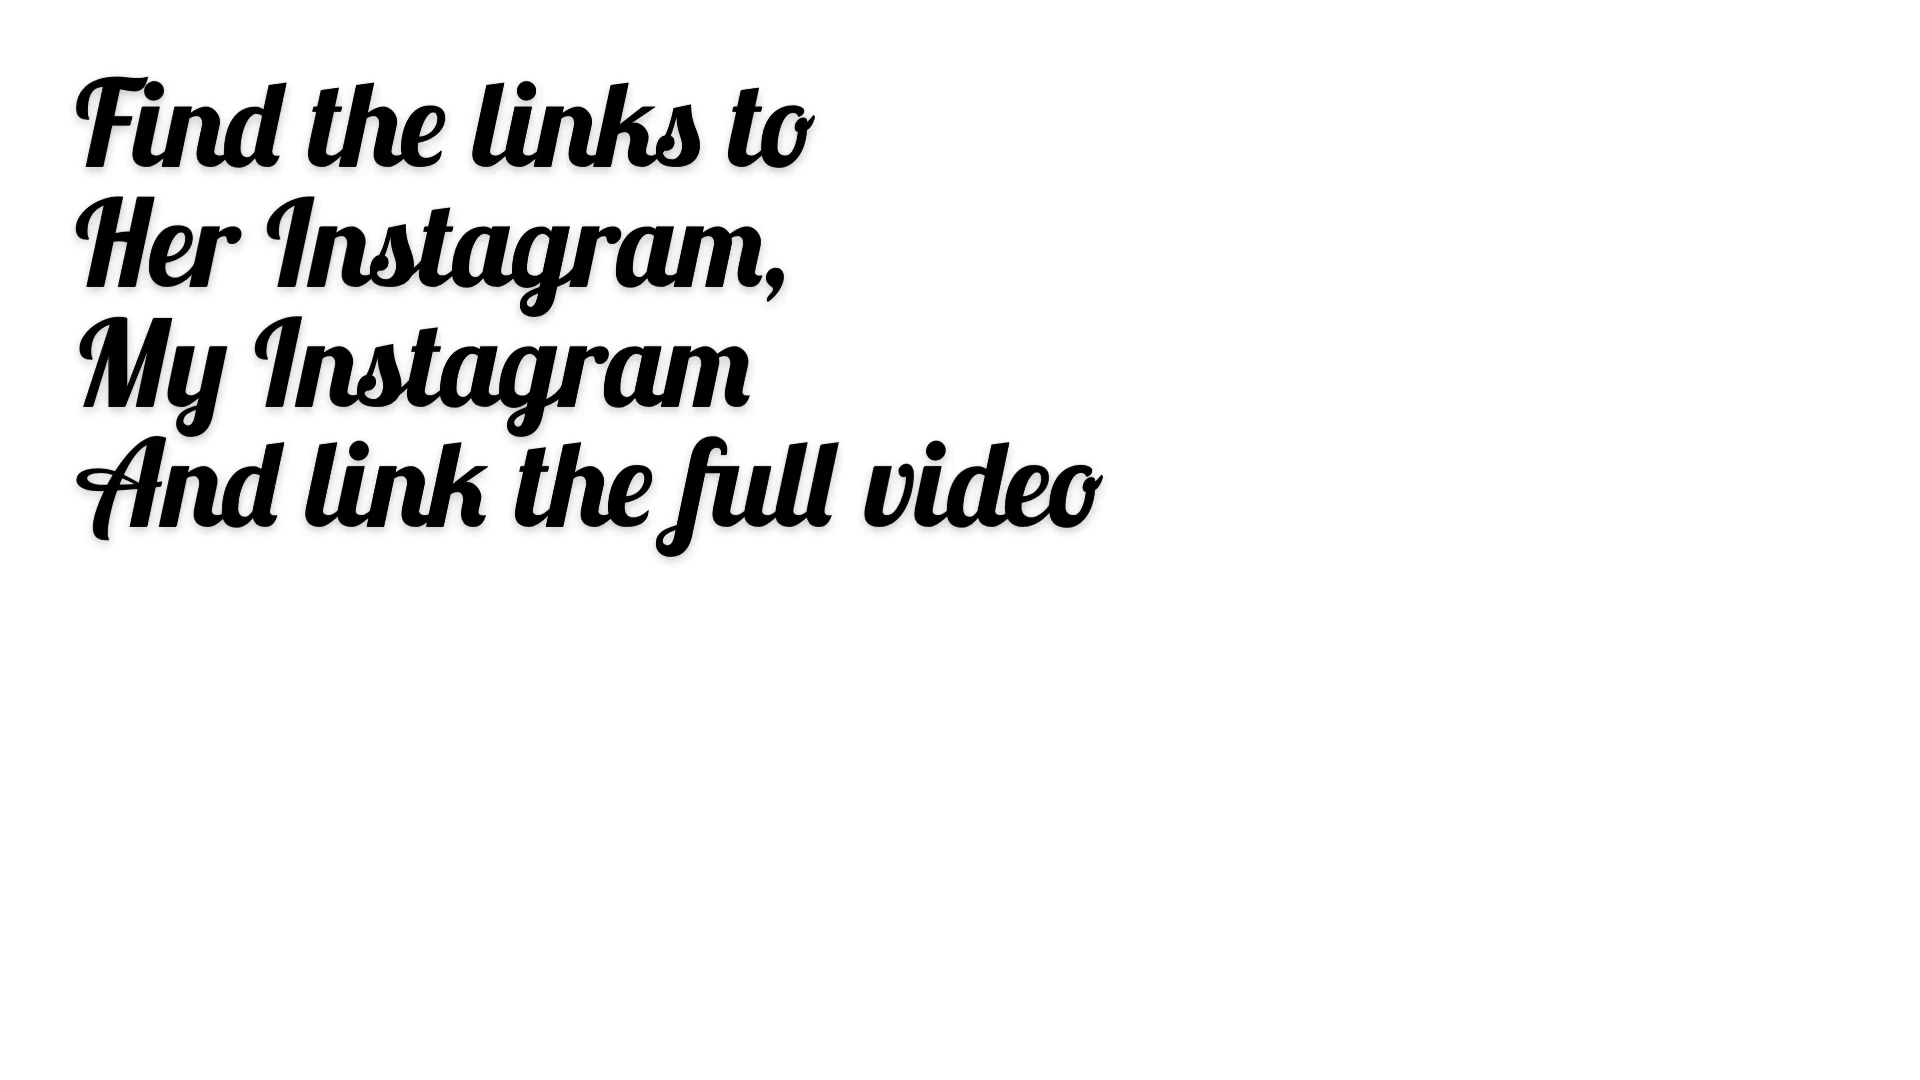 Find the links to
Her Instagram,
My Instagram
And link the full video